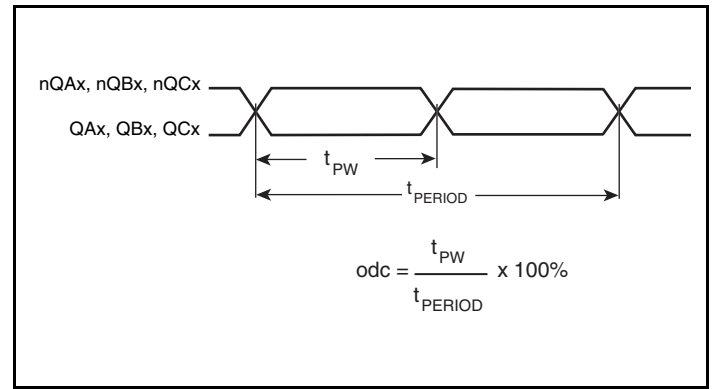 nQAx, nQBx, nQCx
QAx, QBx, QCx
tPW
tPERIOD
tPW
odc = x 100%
tPERIOD